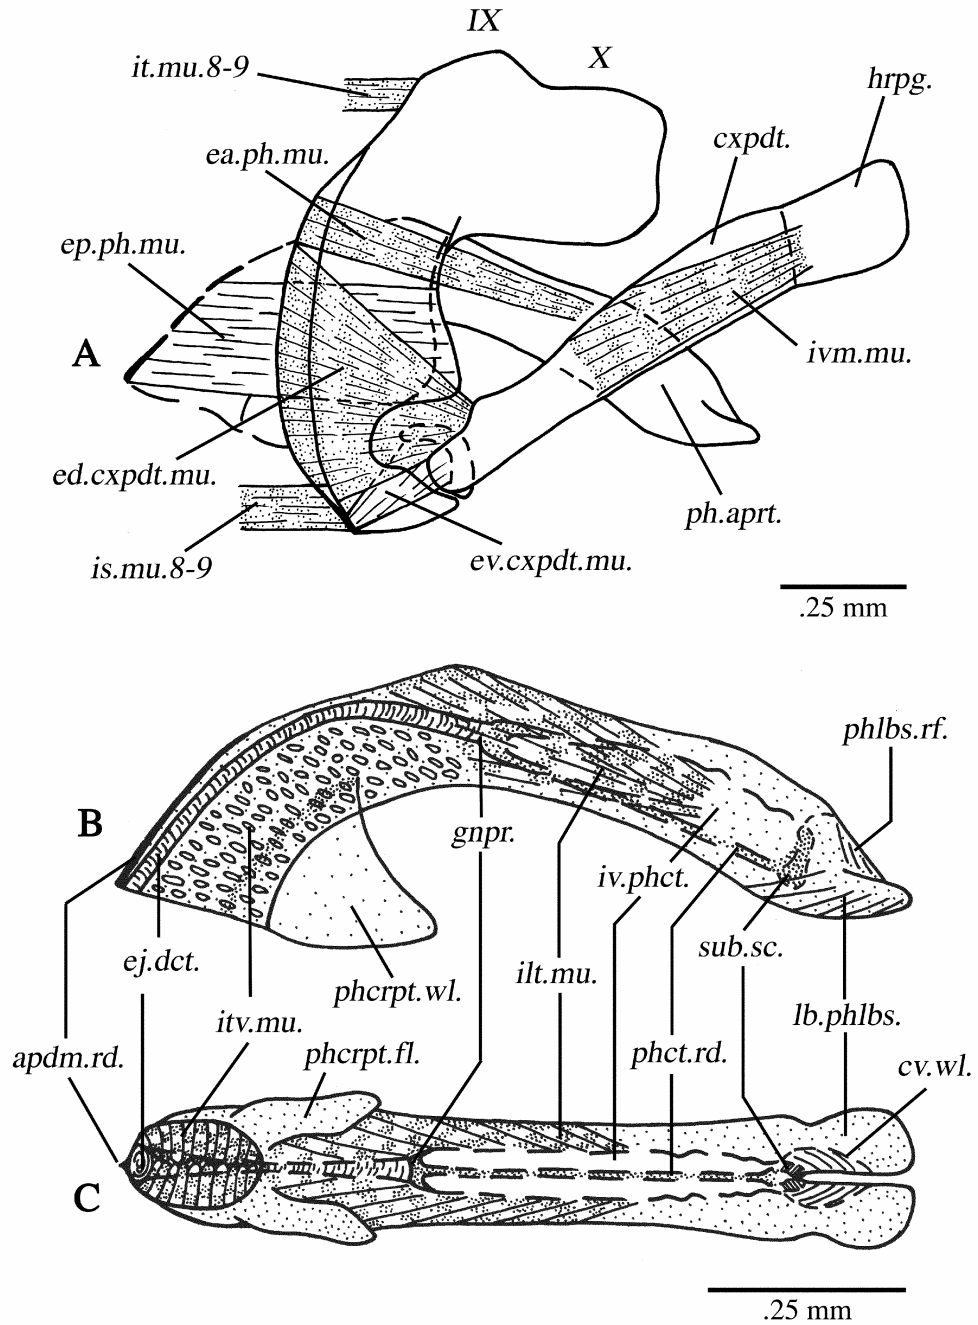 IX
X
it.mu.8-9
hrpg.
cxpdt.
ea.ph.mu.
ep.ph.mu.
A
ivm.mu.
ed.cxpdt.mu.
ph.aprt.
is.mu.8-9
ev.cxpdt.mu.
.25 mm
phlbs.rf.
B
gnpr.
iv.phct.
ej.dct.
sub.sc.
ilt.mu.
phcrpt.wl.
itv.mu.
lb.phlbs.
apdm.rd.
phcrpt.fl.
phct.rd.
cv.wl.
C
.25 mm